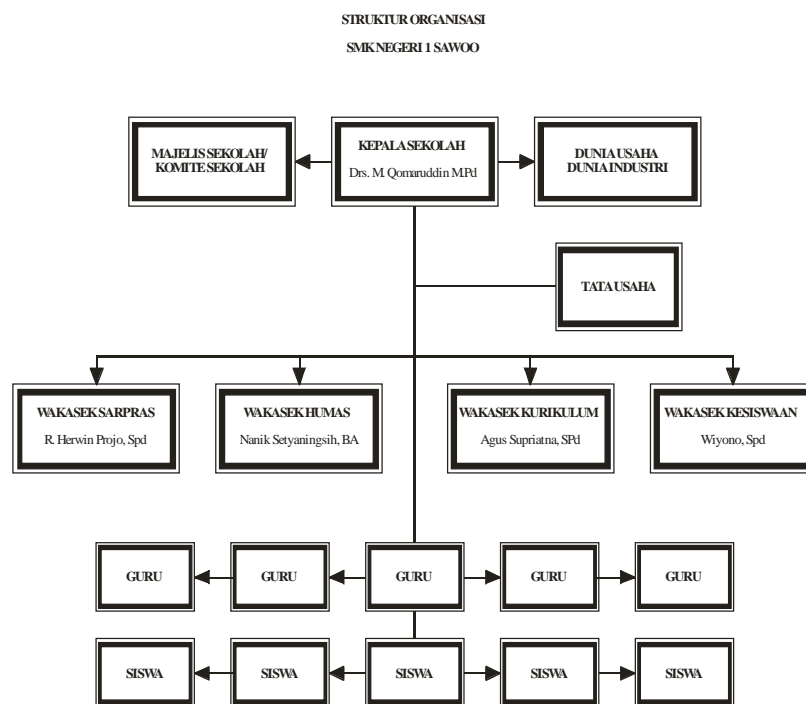 STRUKTUR ORGANISASI
SMK NEGERI 1 SAWOO
MAJELIS SEKOLAH/
KOMITE SEKOLAH
KEPALA SEKOLAH
Drs. M. Qomaruddin M.Pd
DUNIA USAHA
DUNIA INDUSTRI
TATA USAHA
WAKASEK SARPRAS
R. Herwin Projo, Spd
WAKASEK HUMAS
Nanik Setyaningsih, BA
WAKASEK KURIKULUM
Agus Supriatna, SPd
WAKASEK KESISWAAN
Wiyono, Spd
GURU
GURU
GURU
GURU
GURU
SISWA
SISWA
SISWA
SISWA
SISWA